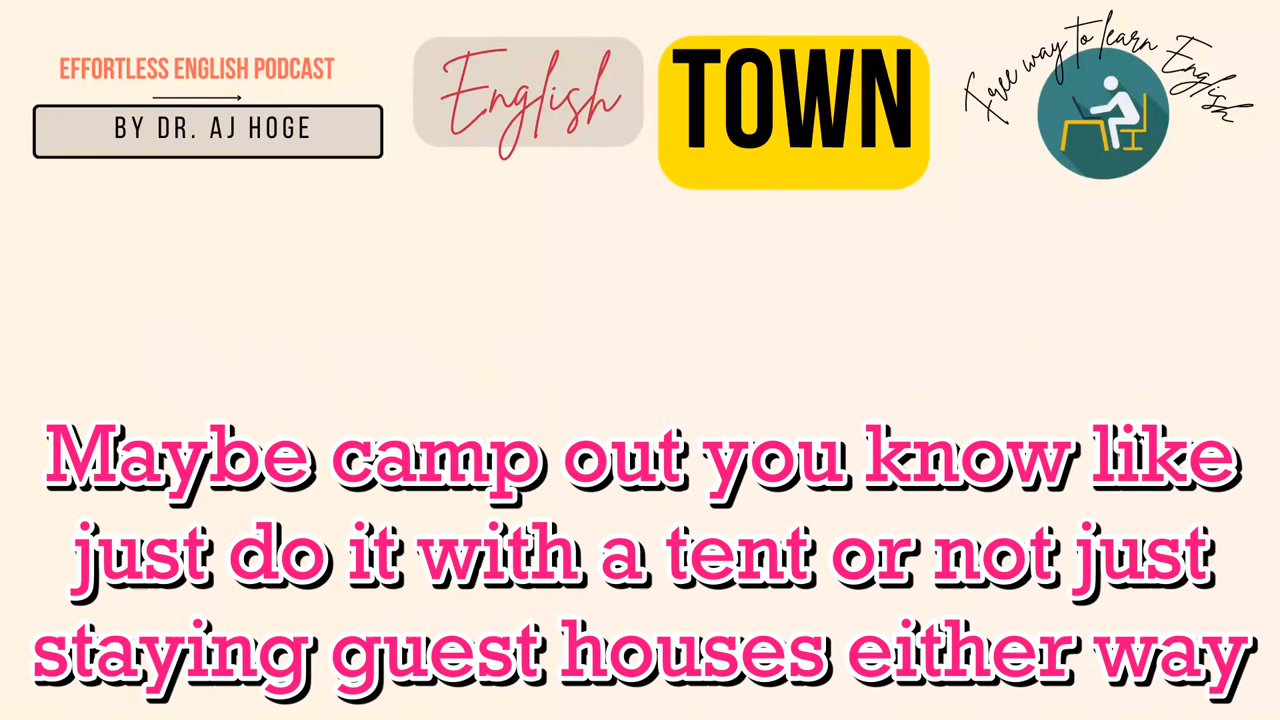 EFFORTLESS ENGLISH PODCAST
BY DR. AJ HOGE
English
TOWN
Free way to learn English
Maybe camp out you know like
just do it with a tent or not just
staying guest houses either way